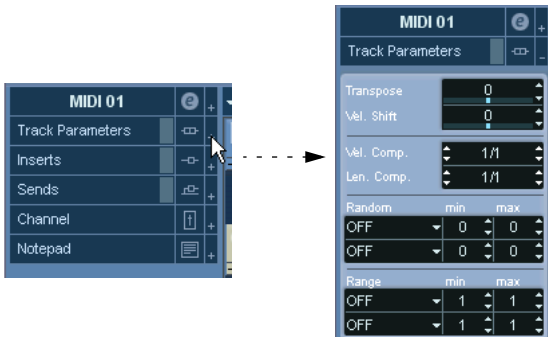 MIDI 01 e +
Track Parameters +
Inserts +
Sends +
Channel +
Notepad +
MIDI 01 e +
Track Parameters -
Transpose 0
Vel. Shift 0
Vel. Comp. 1/1
Len. Comp. 1/1
Random min max
OFF 0 0
OFF 0 0
Range min max
OFF 1 1
OFF 1 1